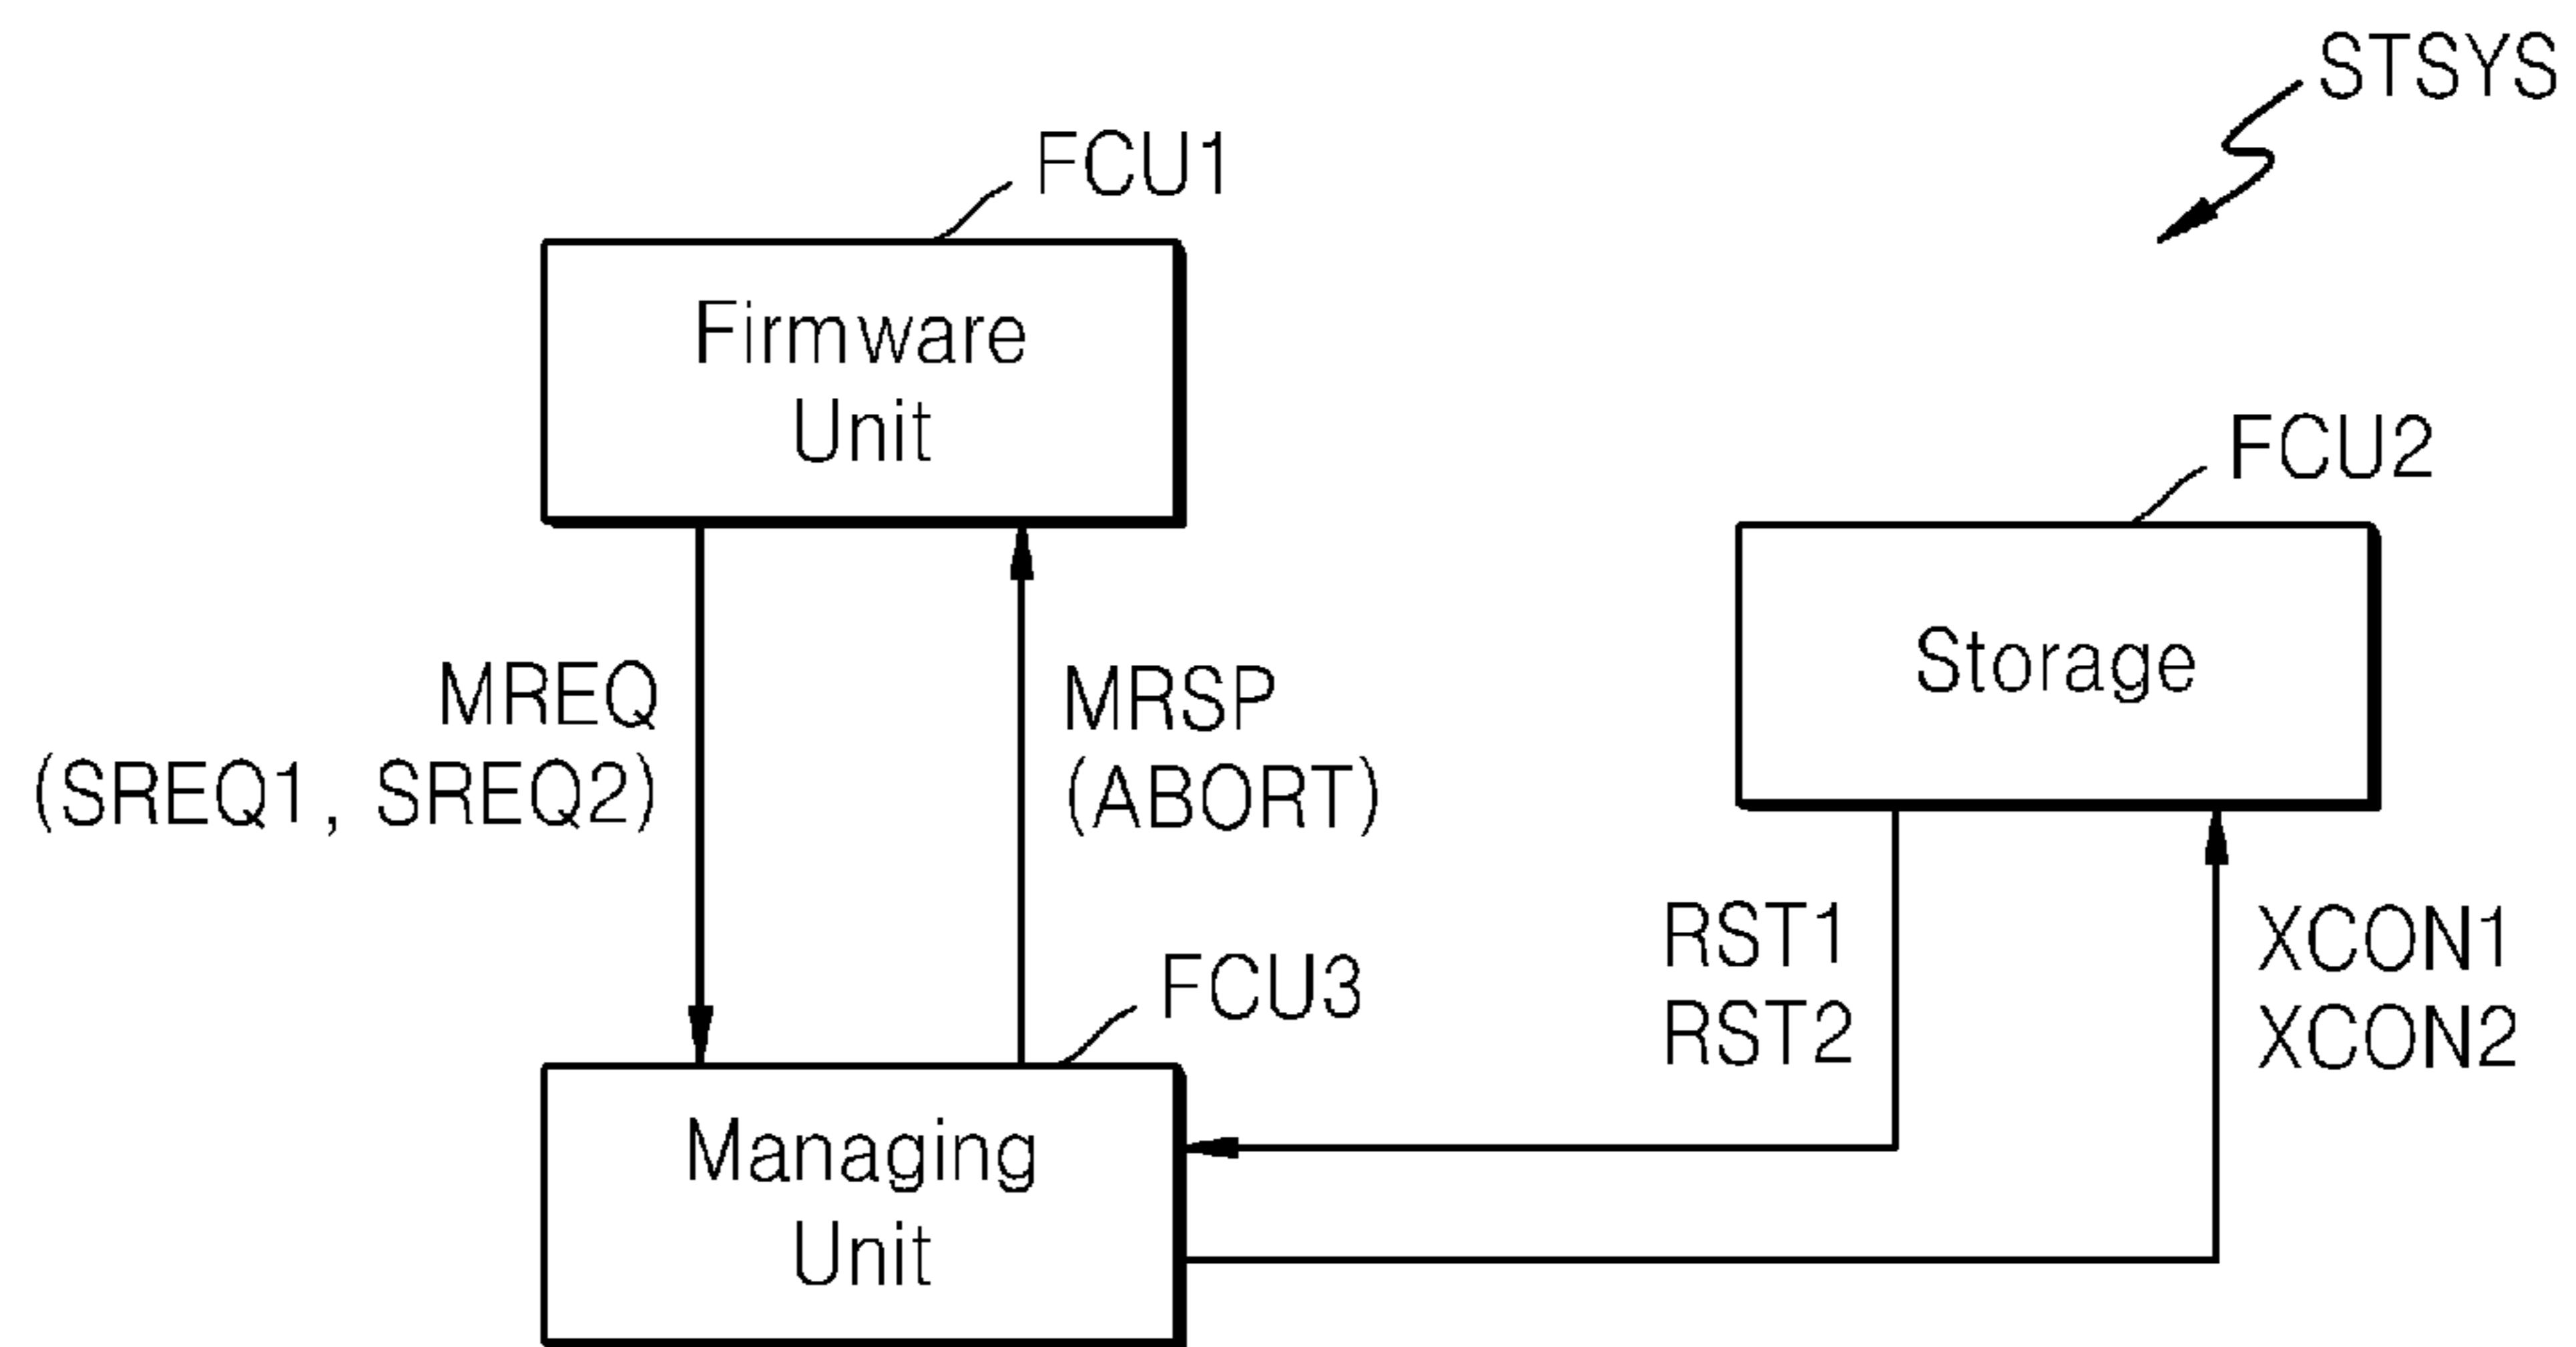 STSYS
FCU1
Firmware
Unit
FCU2
Storage
MREQ
(SREQ1, SREQ2)
MRSP
(ABORT)
RST1
RST2
XCON1
XCON2
FCU3
Managing
Unit